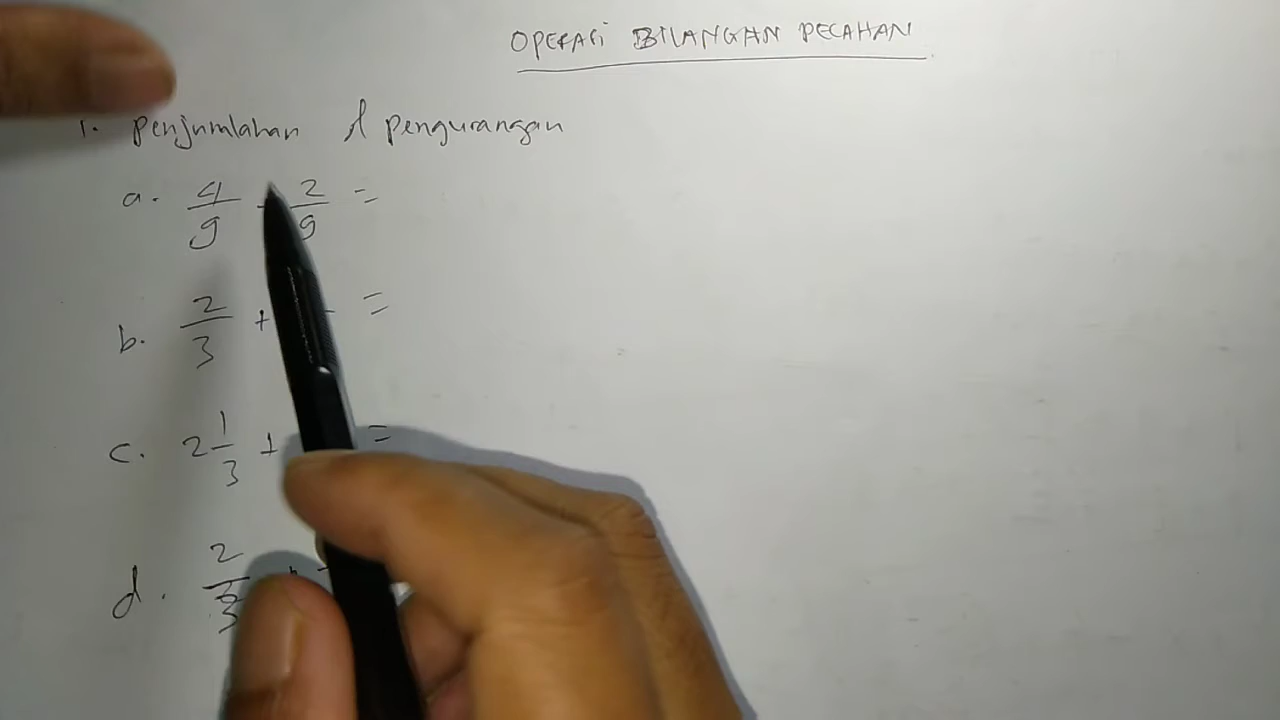 OPERASI BILANGAN PECAHAN
1. Penjumlahan & pengurangan
a. 4/9 2/9 =
b. 2/3 + =
c. 2 1/3 + =
d. 2/3